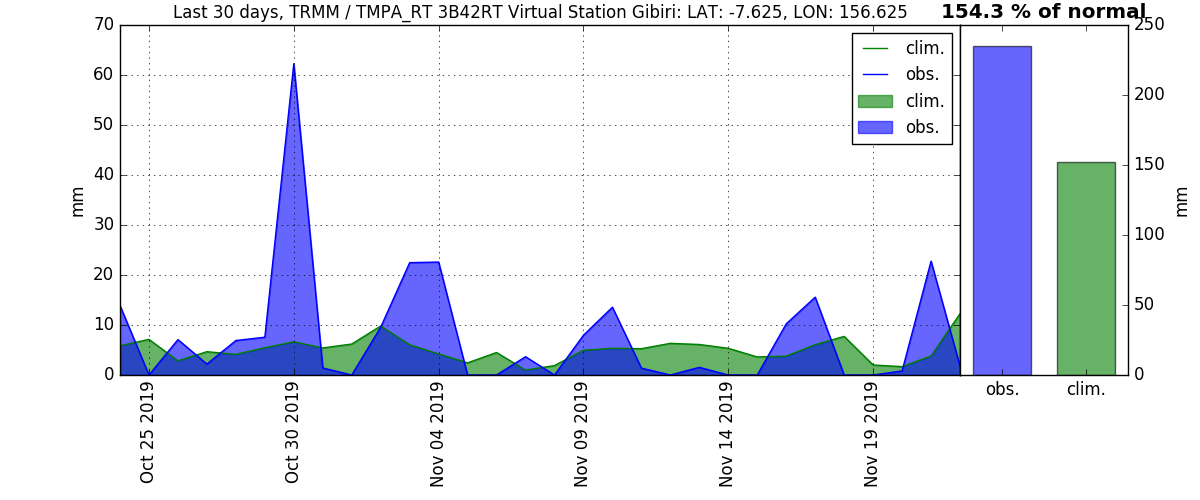 Last 30 days, TRMM / TMPA_RT 3B42RT Virtual Station Gibiri: LAT: -7.625, LON: 156.625
154.3 % of normal
70
60
50
40
30
20
10
0
mm
clim.
obs.
clim.
obs.
Oct 25 2019
Oct 30 2019
Nov 04 2019
Nov 09 2019
Nov 14 2019
Nov 19 2019
250
200
150
100
50
0
mm
obs.
clim.